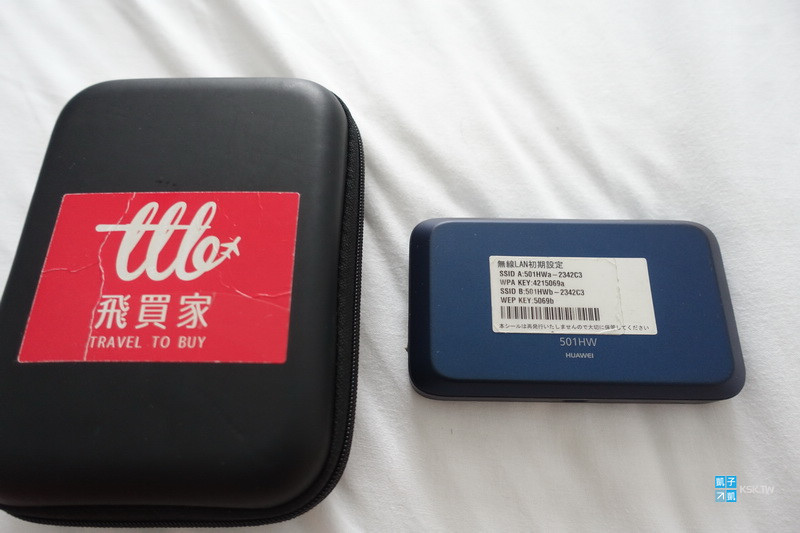 ttb
飛買家
TRAVEL TO BUY
無線LAN初期設定
SSID A:501HWa-2342C3
WPA KEY:4215069a
SSID B:501HWb-2342C3
WEP KEY:5069b
本シールは再発行いたしませんので大切に保管してください
501HW
HUAWEI
凱子凱
KSK.TW